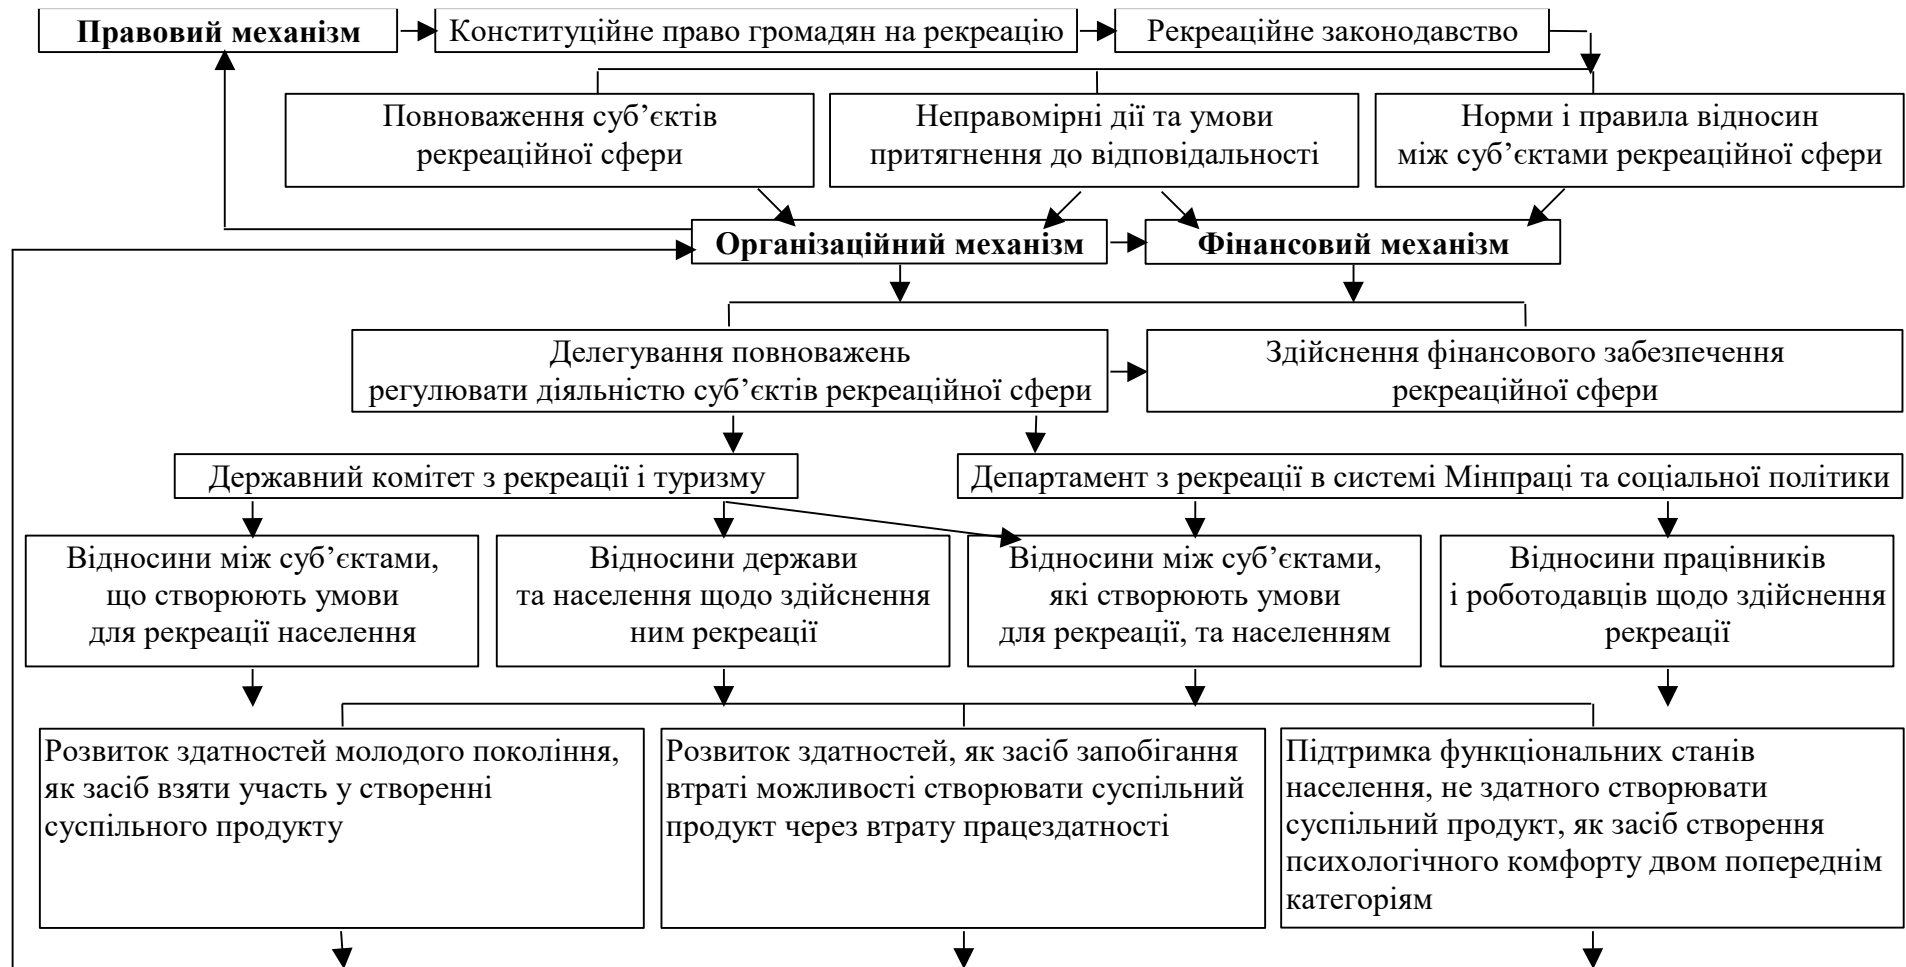 Правовий механізм
Конституційне право громадян на рекреацію
Рекреаційне законодавство
Повноваження суб’єктів
рекреаційної сфери
Неправомірні дії та умови
притягнення до відповідальності
Норми і правила відносин
між суб’єктами рекреаційної сфери
Організаційний механізм
Фінансовий механізм
Делегування повноважень
регулювати діяльністю суб’єктів рекреаційної сфери
Здійснення фінансового забезпечення
рекреаційної сфери
Державний комітет з рекреації і туризму
Департамент з рекреації в системі Мінпраці та соціальної політики
Відносини між суб’єктами,
що створюють умови
для рекреації населення
Відносини держави
та населення щодо здійснення
ним рекреації
Відносини між суб’єктами,
які створюють умови
для рекреації, та населенням
Відносини працівників
і роботодавців щодо здійснення
рекреації
Розвиток здатностей молодого покоління,
як засіб взяти участь у створенні
суспільного продукту
Розвиток здатностей, як засіб запобігання
втраті можливості створювати суспільний
продукт через втрату працездатності
Підтримка функціональних станів
населення, не здатного створювати
суспільний продукт, як засіб створення
психологічного комфорту двом попереднім
категоріям